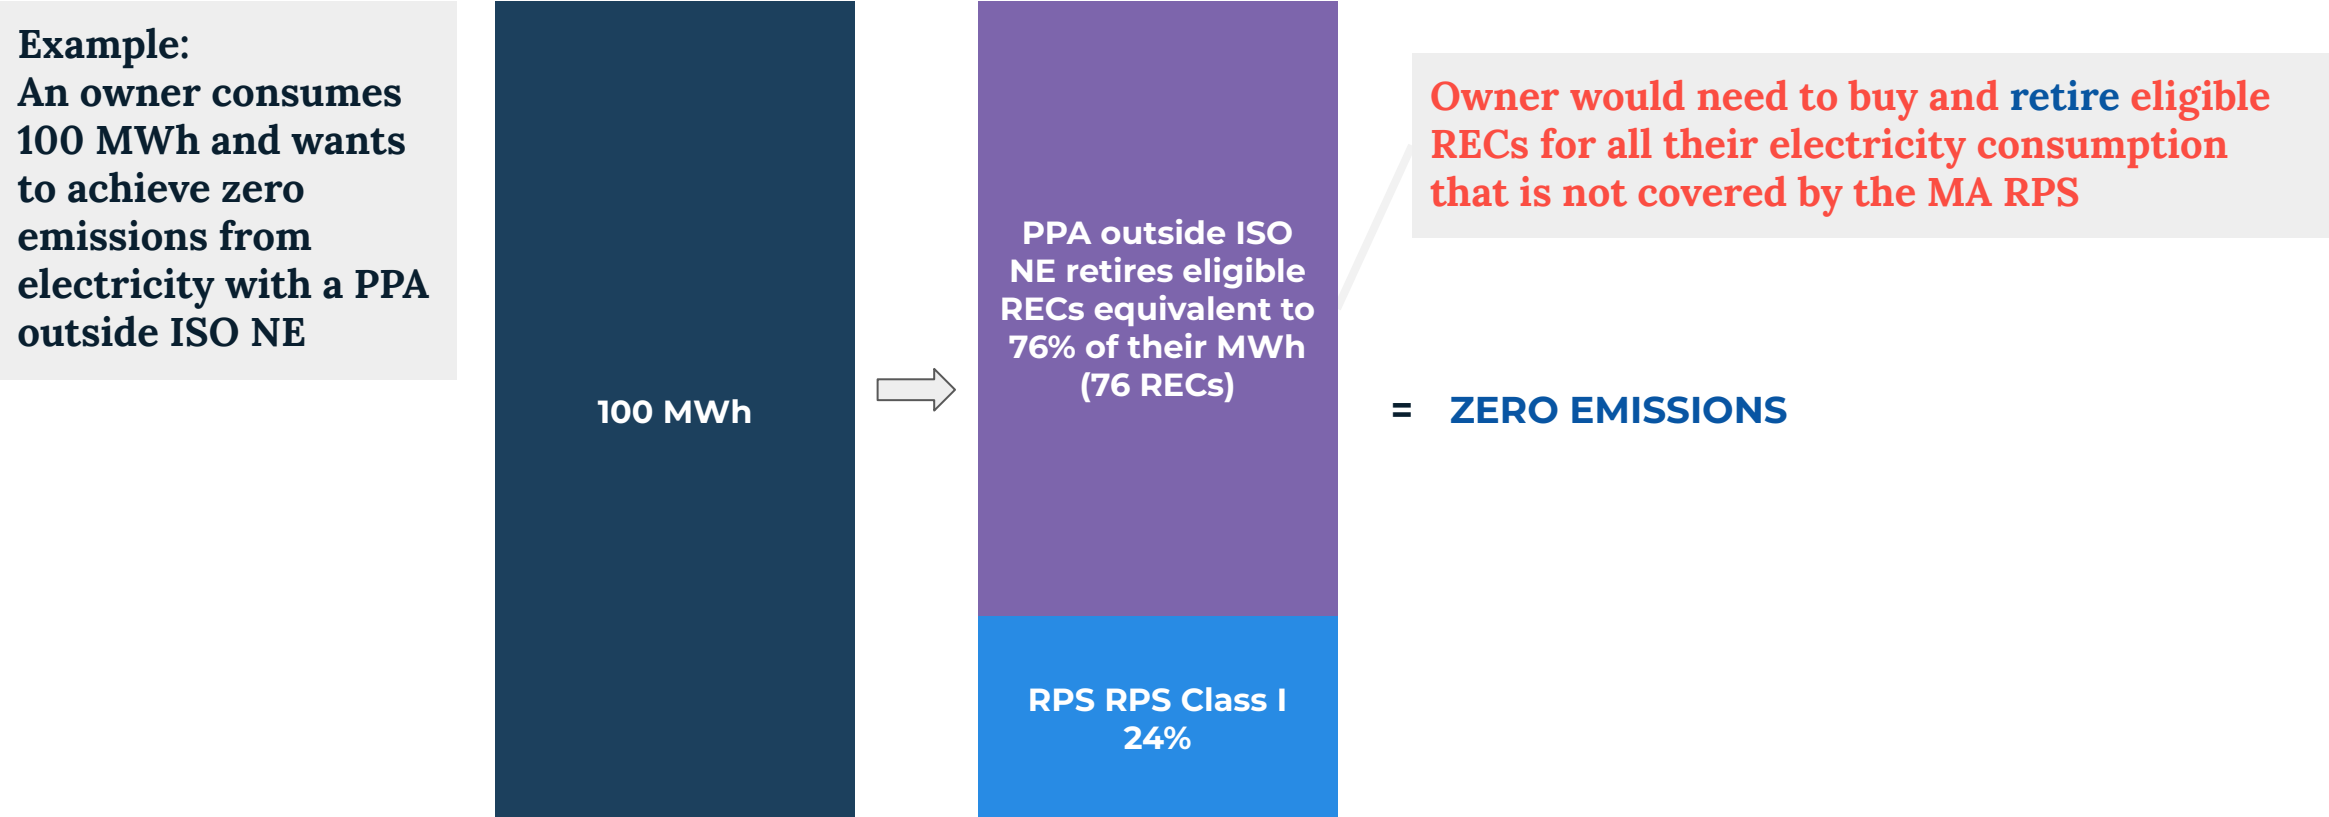 Example:
An owner consumes
100 MWh and wants
to achieve zero
emissions from
electricity with a PPA
outside ISO NE
100 MWh
PPA outside ISO
NE retires eligible
RECs equivalent to
76% of their MWh
(76 RECs)
RPS RPS Class I
24%
Owner would need to buy and retire eligible
RECs for all their electricity consumption
that is not covered by the MA RPS
= ZERO EMISSIONS